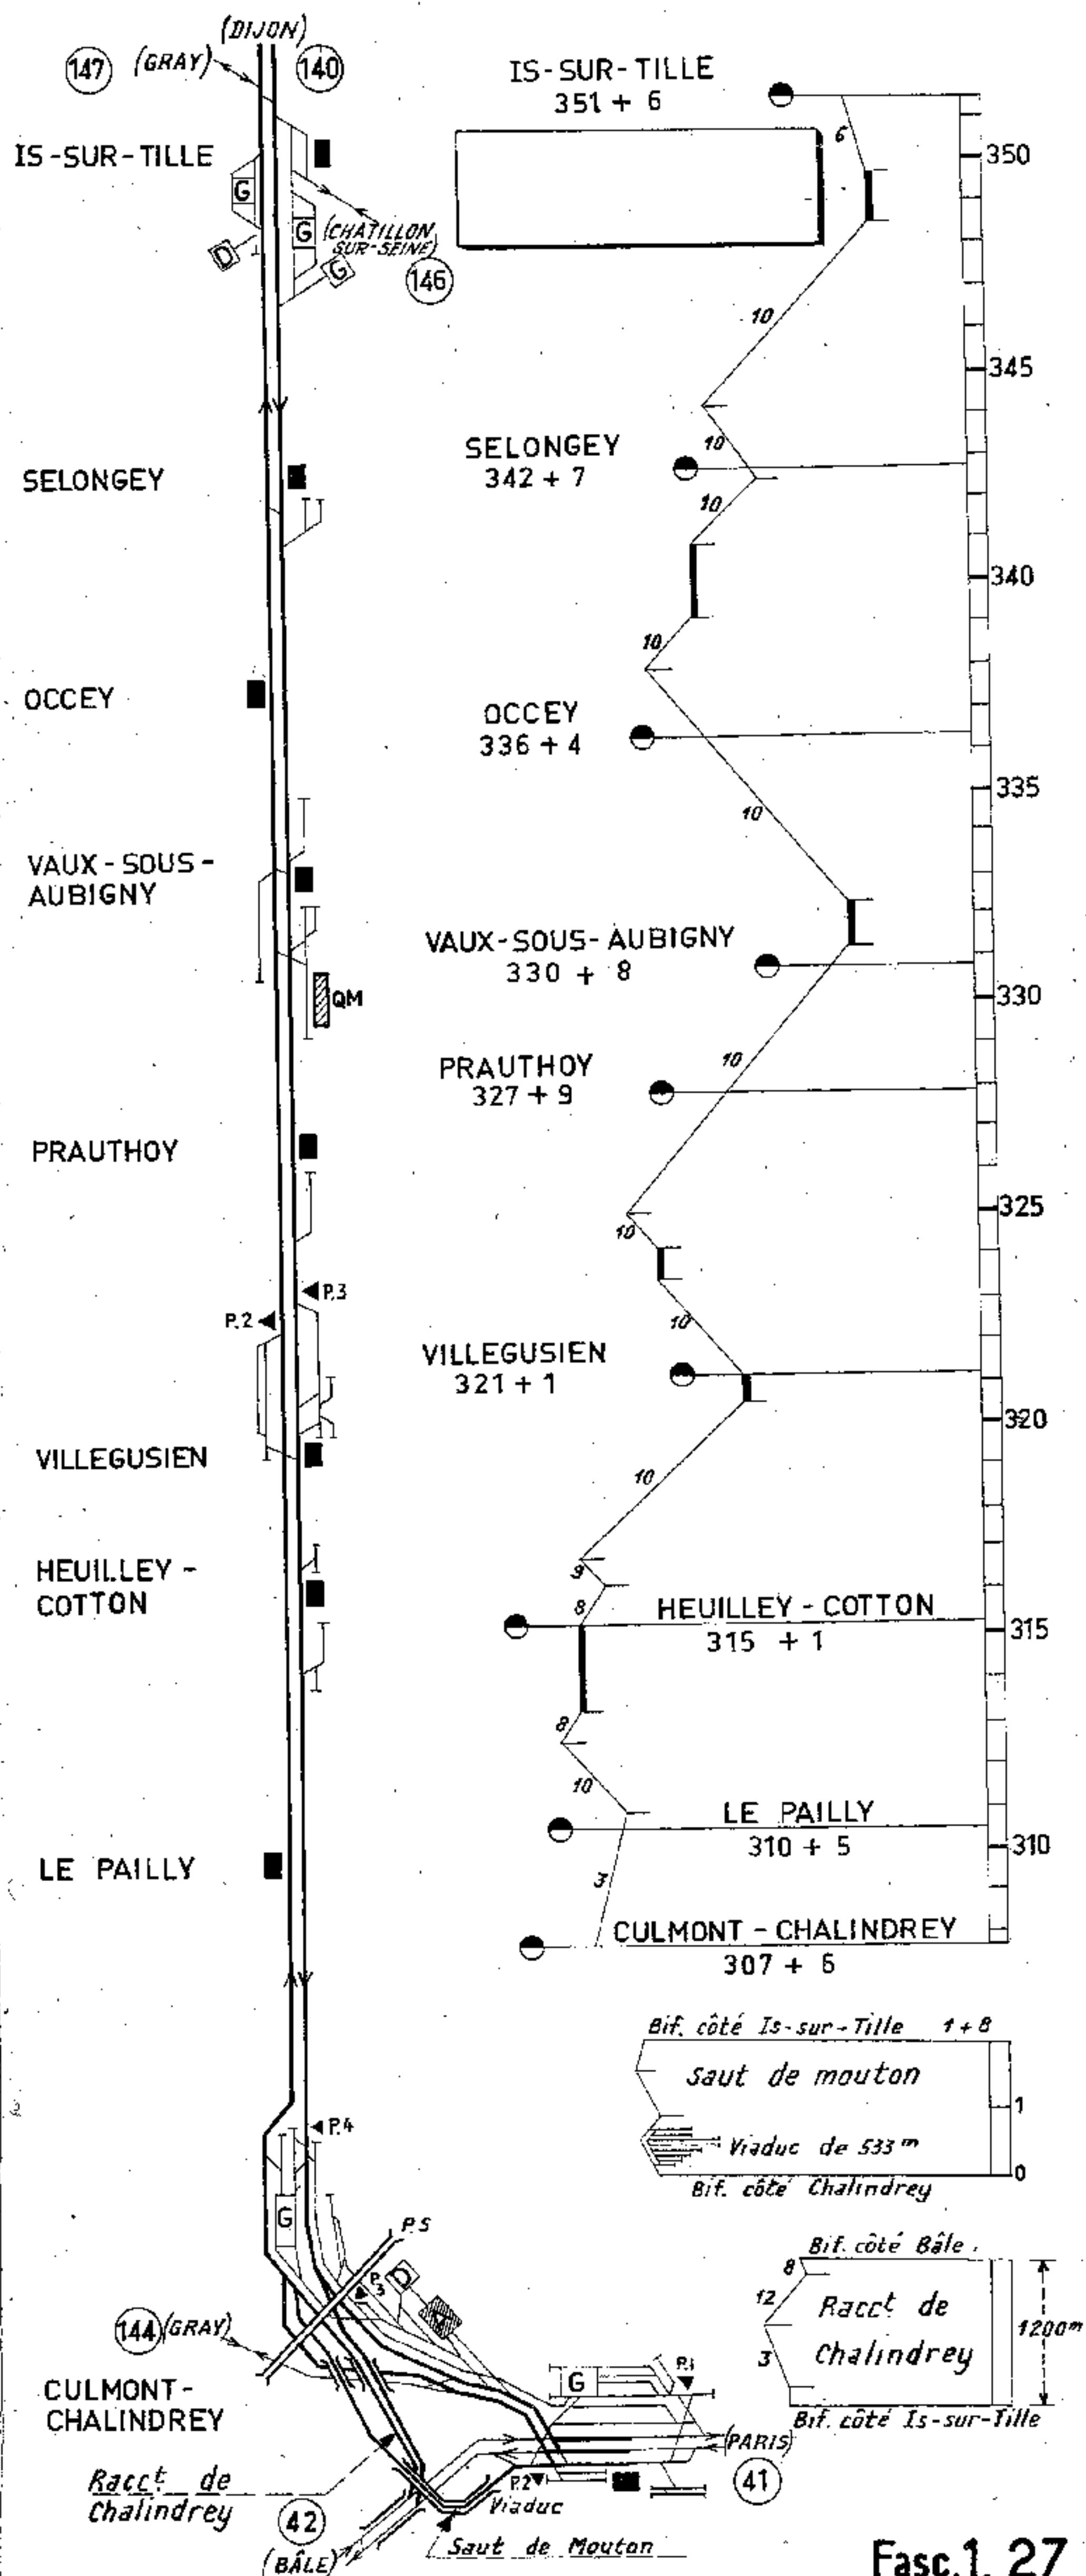 (DIJON)
147 (GRAY) 140
IS-SUR-TILLE
351 + 6
6
350
IS-SUR-TILLE
G
G
(CHÂTILLON
SUR-SEINE)
D
G
146
10
345
10
SELONGEY
342 + 7
SELONGEY
10
340
10
OCCEY
OCCEY
336 + 4
335
10
VAUX-SOUS-
AUBIGNY
VAUX-SOUS-AUBIGNY
330 + 8
330
QM
10
PRAUTHOY
327 + 9
PRAUTHOY
325
10
P.3
P.2
10
VILLEGUSIEN
321 + 1
320
VILLEGUSIEN
10
HEUILLEY-
COTTON
9
8
HEUILLEY-COTTON
315 + 1
315
8
10
LE PAILLY
310 + 5
310
LE PAILLY
3
CULMONT-CHALINDREY
307 + 6
Bif. côté Is-sur-Tille 1+8
Saut de mouton
1
P.4
Viaduc de 533m
0
Bif. côté Chalindrey
G
P.5
Bif. côté Bâle
8
P.3
D
12
Racct de
Chalindrey
1200m
144 (GRAY)
3
CULMONT-
CHALINDREY
G
P.1
Bif. côté Is-sur-Tille
(PARIS)
41
Racct de
Chalindrey
P.2
Viaduc
42
Saut de Mouton
(BÂLE)
Fasc.1. 27